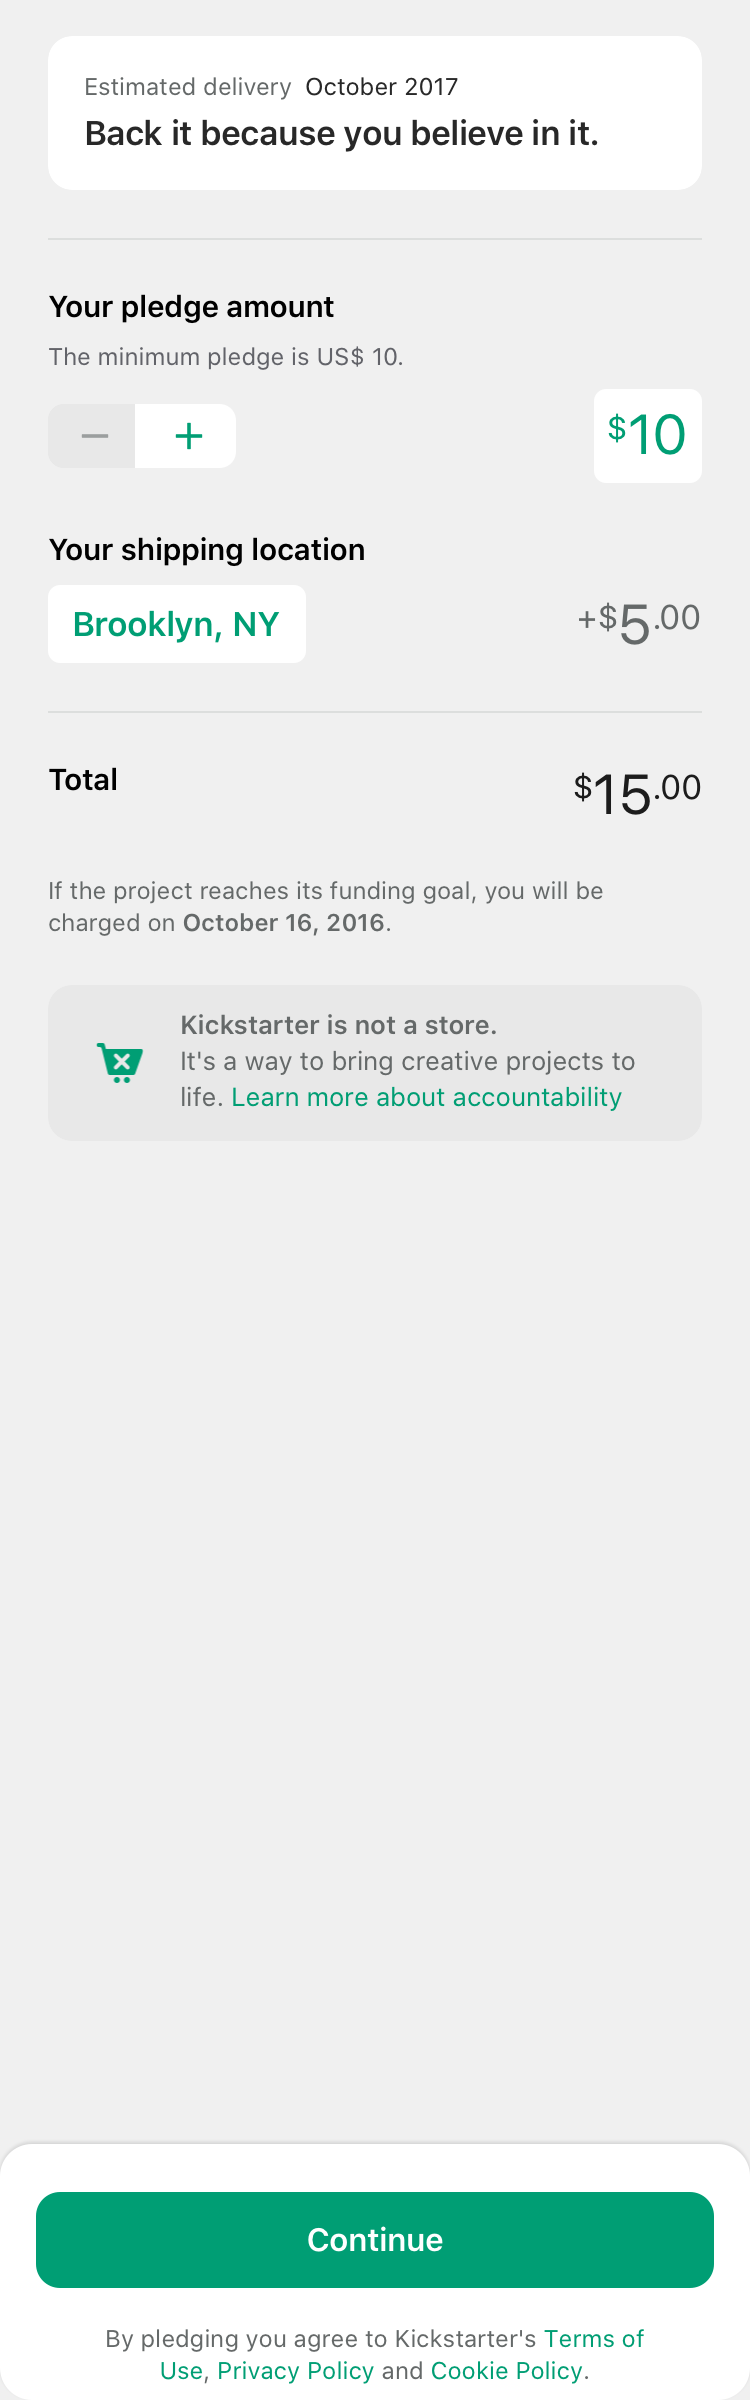 Estimated delivery October 2017
Back it because you believe in it.
Your pledge amount
The minimum pledge is US$ 10.
− +
$10
Your shipping location
Brooklyn, NY
+$5.00
Total
$15.00
If the project reaches its funding goal, you will be
charged on October 16, 2016.
Kickstarter is not a store.
It's a way to bring creative projects to
life. Learn more about accountability
Continue
By pledging you agree to Kickstarter's Terms of
Use, Privacy Policy and Cookie Policy.